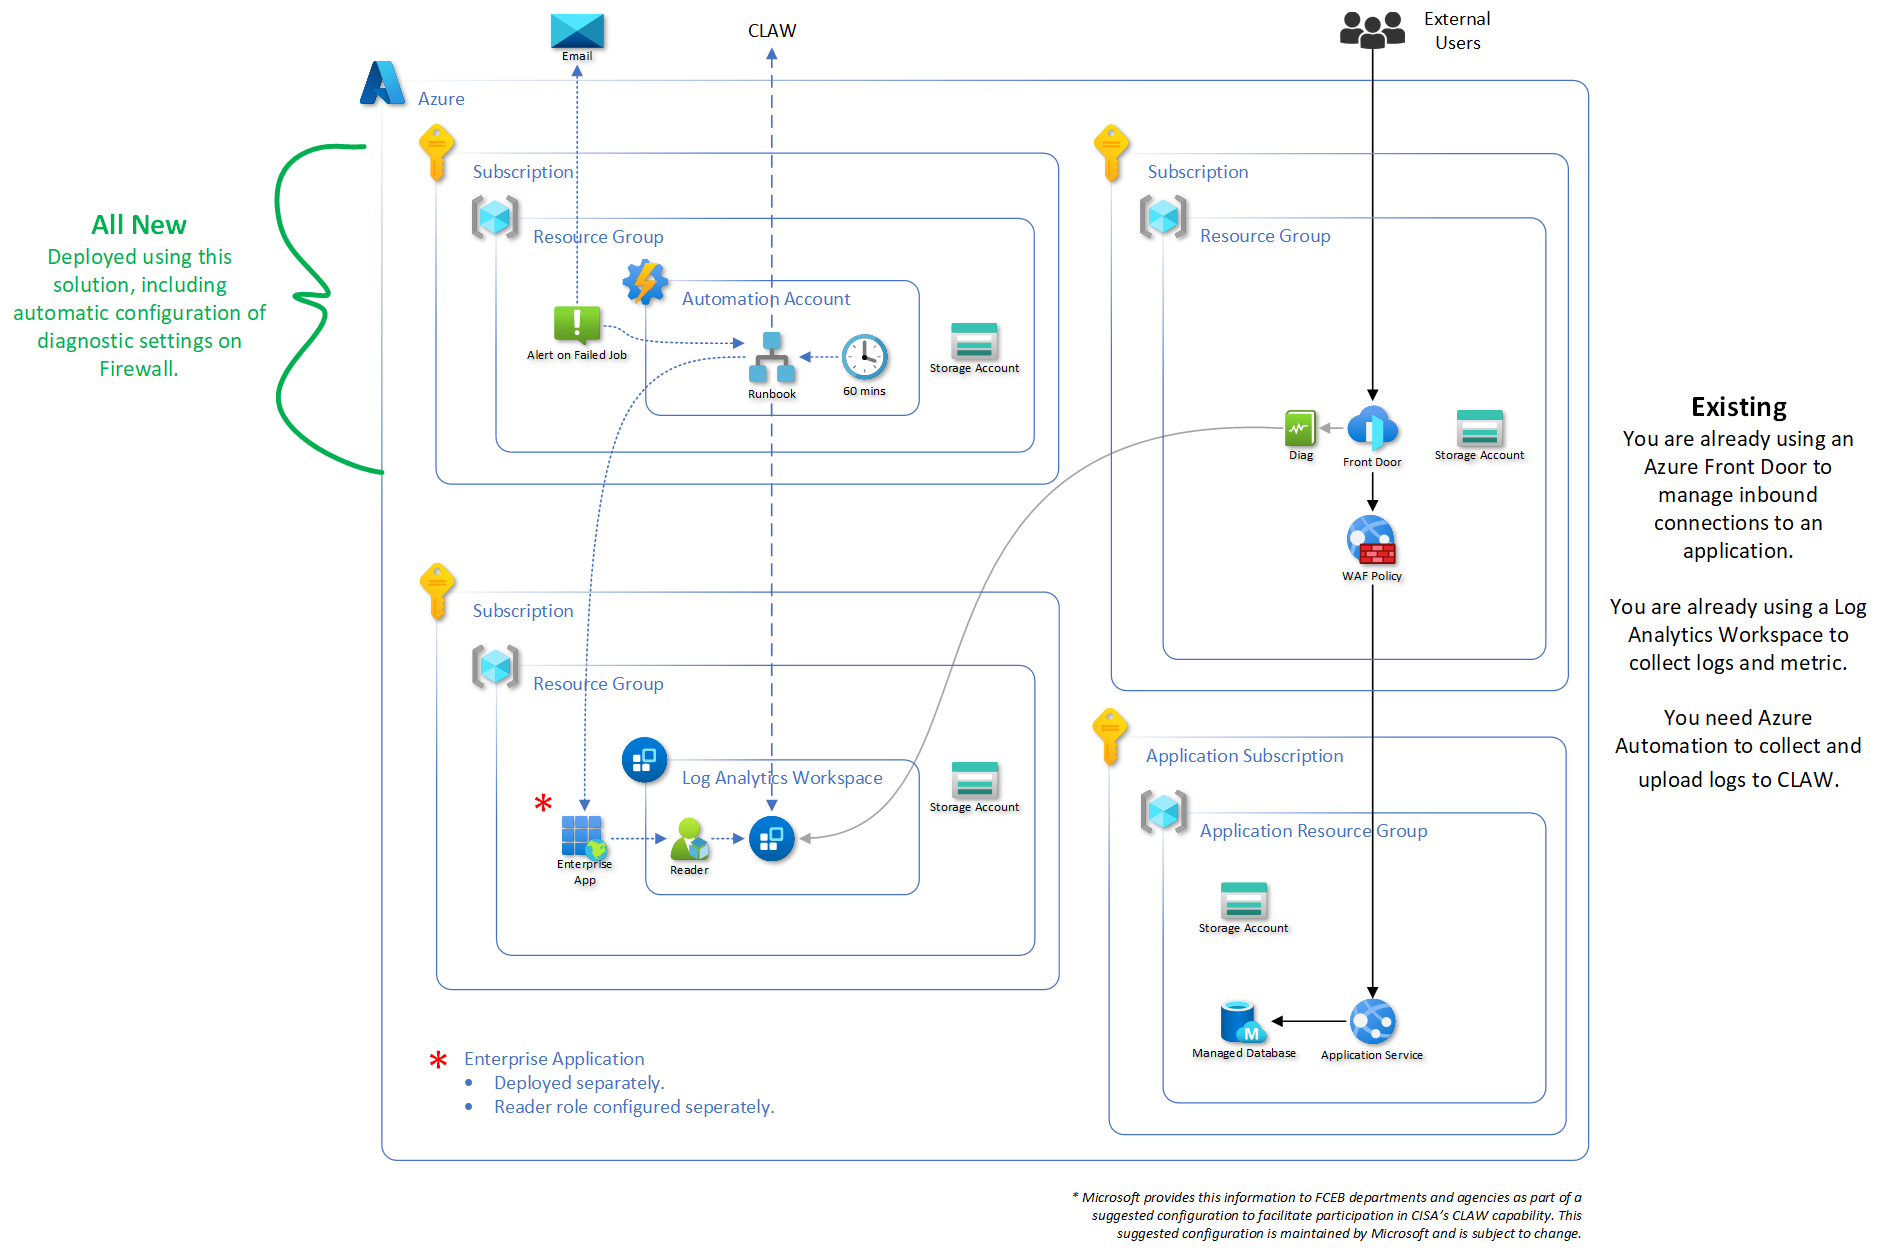 Email
CLAW
External
Users
Azure
All New
Deployed using this
solution, including
automatic configuration of
diagnostic settings on
Firewall.
Subscription
Resource Group
Automation Account
Alert on Failed Job
Runbook
60 mins
Storage Account
Subscription
Resource Group
Diag
Front Door
Storage Account
WAF Policy
Existing
You are already using an
Azure Front Door to
manage inbound
connections to an
application.
You are already using a Log
Analytics Workspace to
collect logs and metric.
You need Azure
Automation to collect and
upload logs to CLAW.
Subscription
Resource Group
Log Analytics Workspace
Storage Account
*
Enterprise
App
Reader
Application Subscription
Application Resource Group
Storage Account
Managed Database
Application Service
* Enterprise Application
• Deployed separately.
• Reader role configured seperately.
* Microsoft provides this information to FCEB departments and agencies as part of a
suggested configuration to facilitate participation in CISA's CLAW capability. This
suggested configuration is maintained by Microsoft and is subject to change.